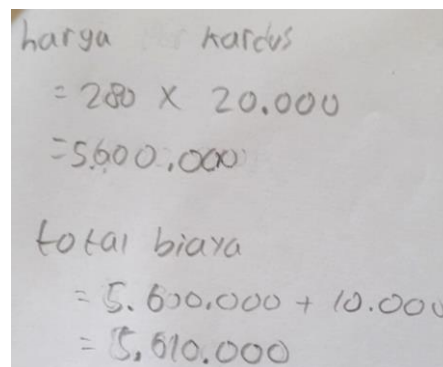 harga kardus
= 280 x 20.000
=5.600.000
total biaya
= 5.600.000 + 10.000
= 5.610.000